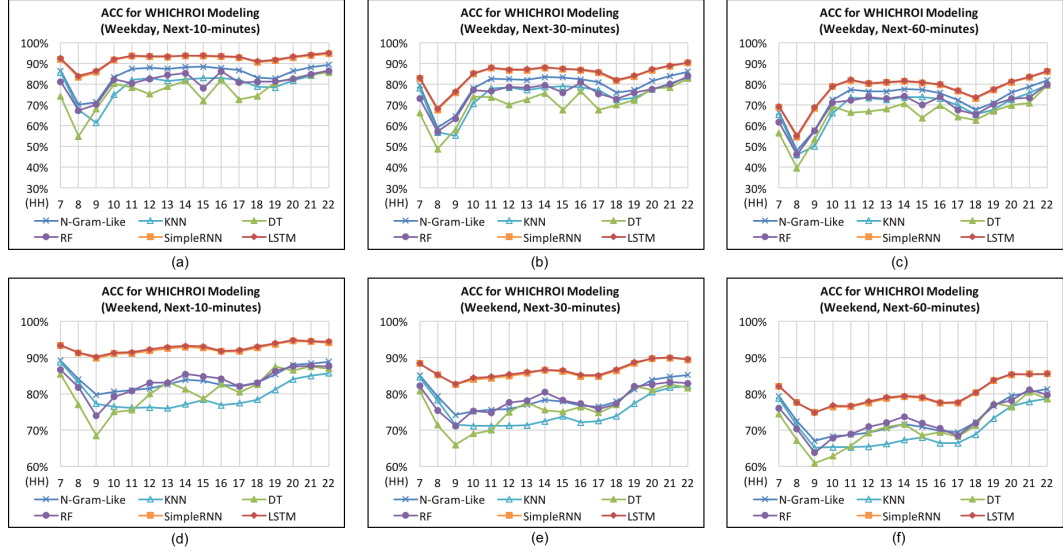 ACC for WHICHROI Modeling
(Weekday, Next-10-minutes)
100%
90%
80%
70%
60%
50%
40%
30%
(HH) 7 8 9 10 11 12 13 14 15 16 17 18 19 20 21 22
N-Gram-Like KNN DT
RF SimpleRNN LSTM
(a)
ACC for WHICHROI Modeling
(Weekday, Next-30-minutes)
100%
90%
80%
70%
60%
50%
40%
30%
(HH) 7 8 9 10 11 12 13 14 15 16 17 18 19 20 21 22
N-Gram-Like KNN DT
RF SimpleRNN LSTM
(b)
ACC for WHICHROI Modeling
(Weekday, Next-60-minutes)
100%
90%
80%
70%
60%
50%
40%
30%
(HH) 7 8 9 10 11 12 13 14 15 16 17 18 19 20 21 22
N-Gram-Like KNN DT
RF SimpleRNN LSTM
(c)
ACC for WHICHROI Modeling
(Weekend, Next-10-minutes)
100%
90%
80%
70%
60%
7 8 9 10 11 12 13 14 15 16 17 18 19 20 21 22
N-Gram-Like KNN DT
RF SimpleRNN LSTM
(d)
ACC for WHICHROI Modeling
(Weekend, Next-30-minutes)
100%
90%
80%
70%
60%
7 8 9 10 11 12 13 14 15 16 17 18 19 20 21 22
N-Gram-Like KNN DT
RF SimpleRNN LSTM
(e)
ACC for WHICHROI Modeling
(Weekend, Next-60-minutes)
100%
90%
80%
70%
60%
7 8 9 10 11 12 13 14 15 16 17 18 19 20 21 22
N-Gram-Like KNN DT
RF SimpleRNN LSTM
(f)